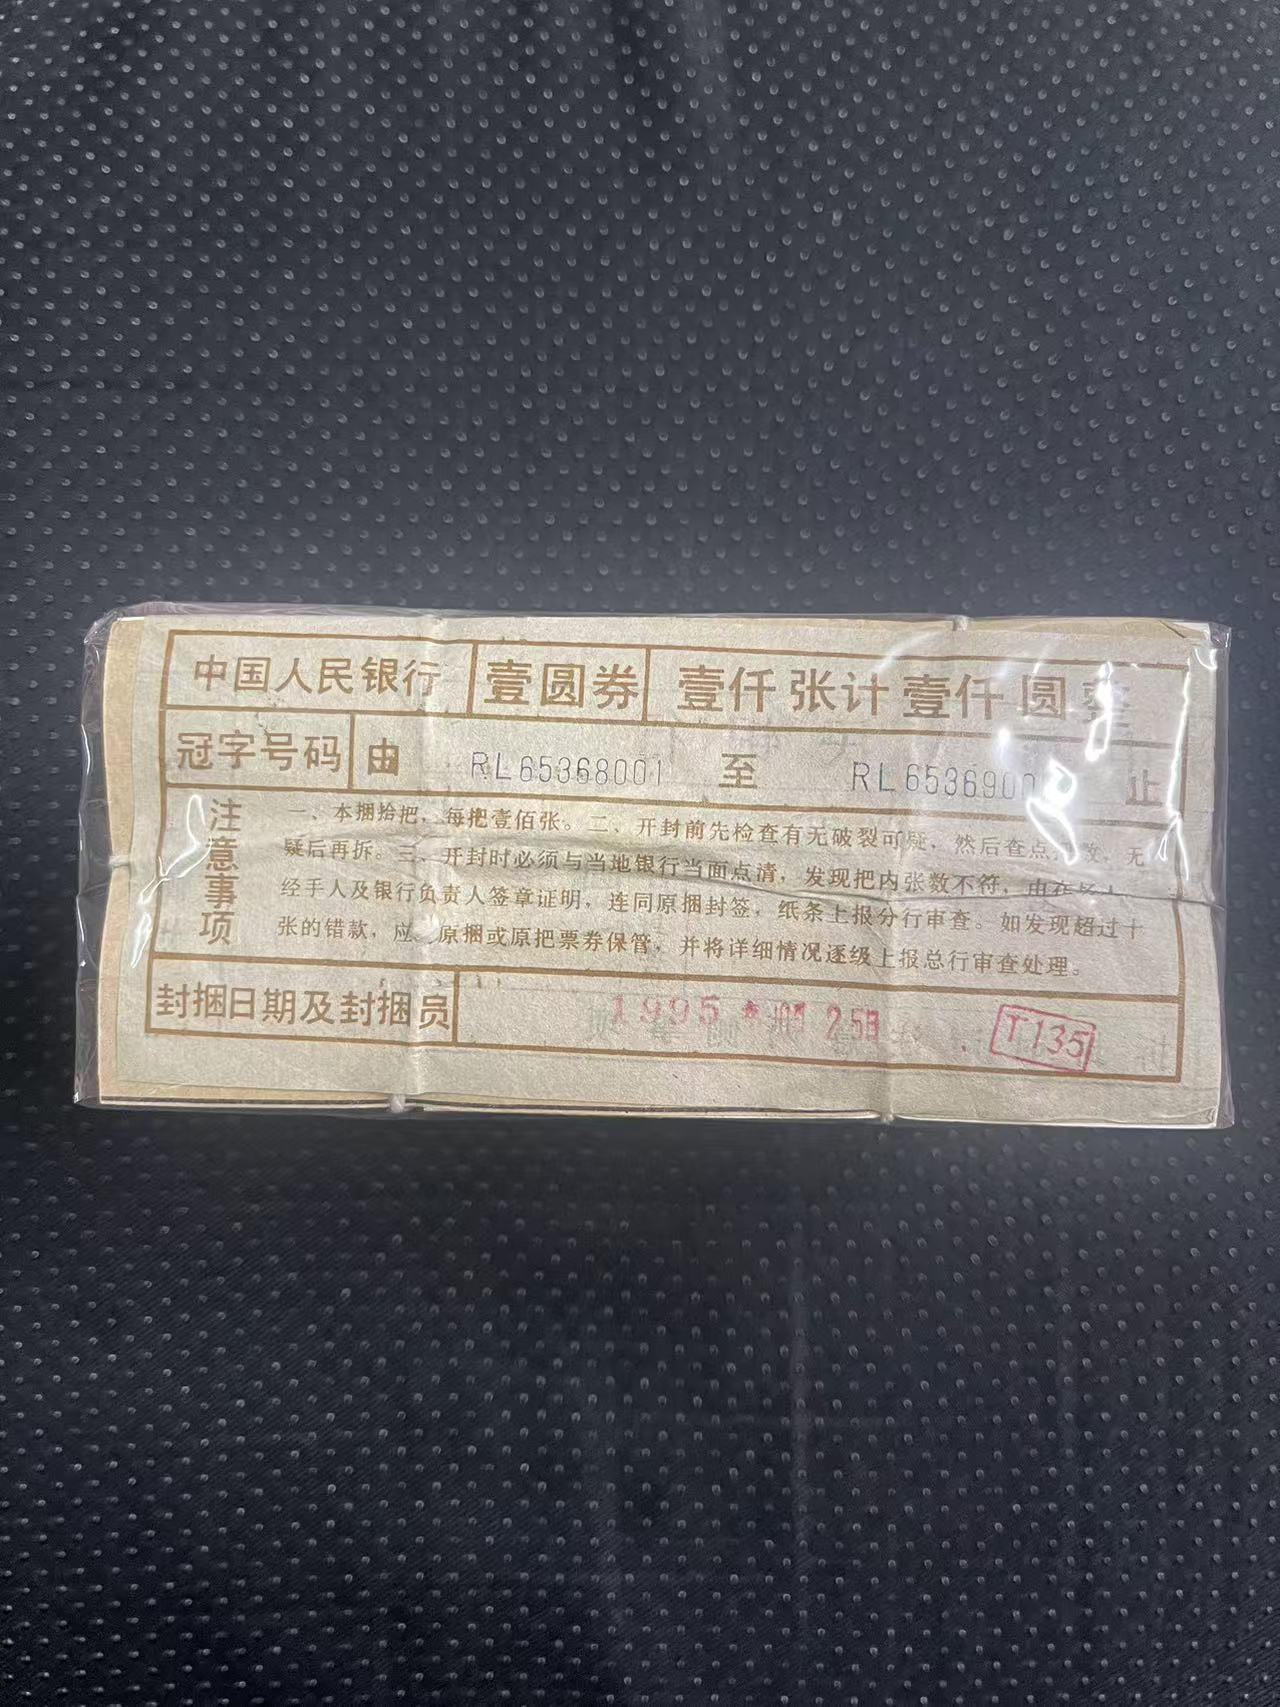 中国人民银行 壹圆券 壹仟张计壹仟圆整
冠字号码 由 RL65368001 至 RL6536900 止
注意事项
一、本捆拾把，每把壹佰张。二、开封前先检查有无破裂可疑，然后查点 无
疑后再拆。三、开封时必须与当地银行当面点清，发现把内张数不符，由在
经手人及银行负责人签章证明，连同原捆封签，纸条上报分行审查。如发现超过十
张的错款，应 原捆或原把票券保管，并将详细情况逐级上报总行审查处理。
封捆日期及封捆员 1995 25日 T135